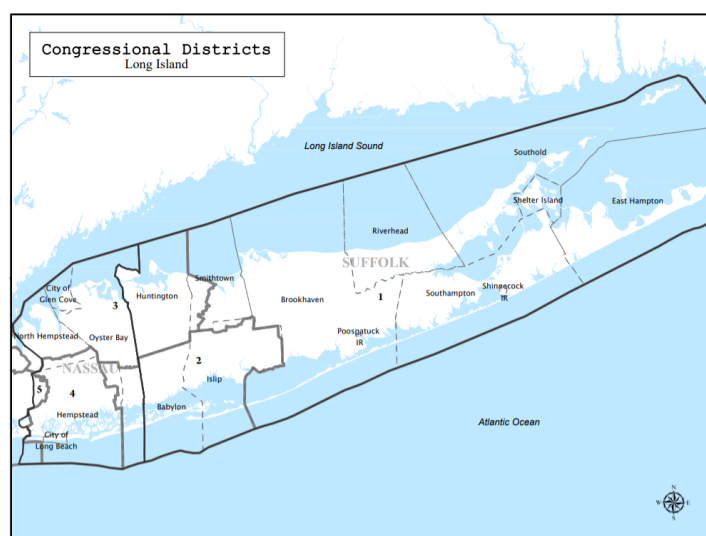 Congressional Districts
Long Island
Long Island Sound
Southold
Shelter Island
East Hampton
Riverhead
SUFFOLK
Smithtown
City of
Glen Cove
3
Huntington
Brookhaven
1
Southampton
Shinnecock
IR
North Hempstead
Oyster Bay
Poospatuck
IR
2
NASSAU
Islip
5
4
Hempstead
Babylon
Atlantic Ocean
City of
Long Beach
N
W
E
S